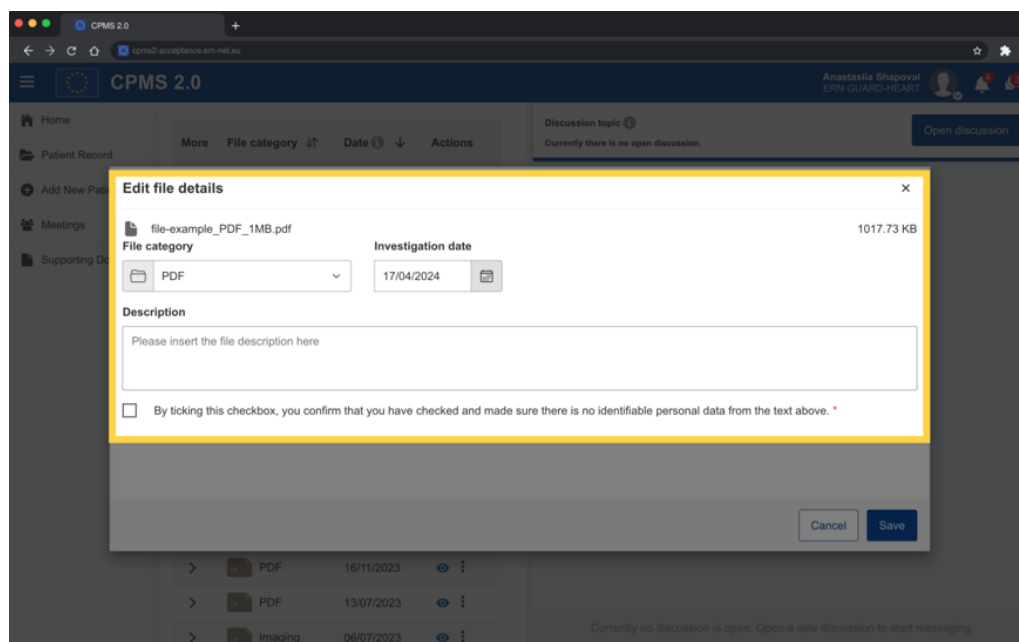 CPMS 2.0
+
cpms2-acceptance.ern-net.eu
CPMS 2.0
Anastasiia Shapoval
ERN GUARD-HEART
Home
Patient Record
Add New Pati
Meetings
Supporting Do
More File category Date Actions
Discussion topic
Currently there is no open discussion.
Open discussion
Edit file details
×
file-example_PDF_1MB.pdf
1017.73 KB
File category
Investigation date
PDF
17/04/2024
Description
Please insert the file description here
By ticking this checkbox, you confirm that you have checked and made sure there is no identifiable personal data from the text above. *
Cancel
Save
PDF 16/11/2023
PDF 13/07/2023
Imaging 06/07/2023
Currently no discussion is open. Open a new discussion to start messaging